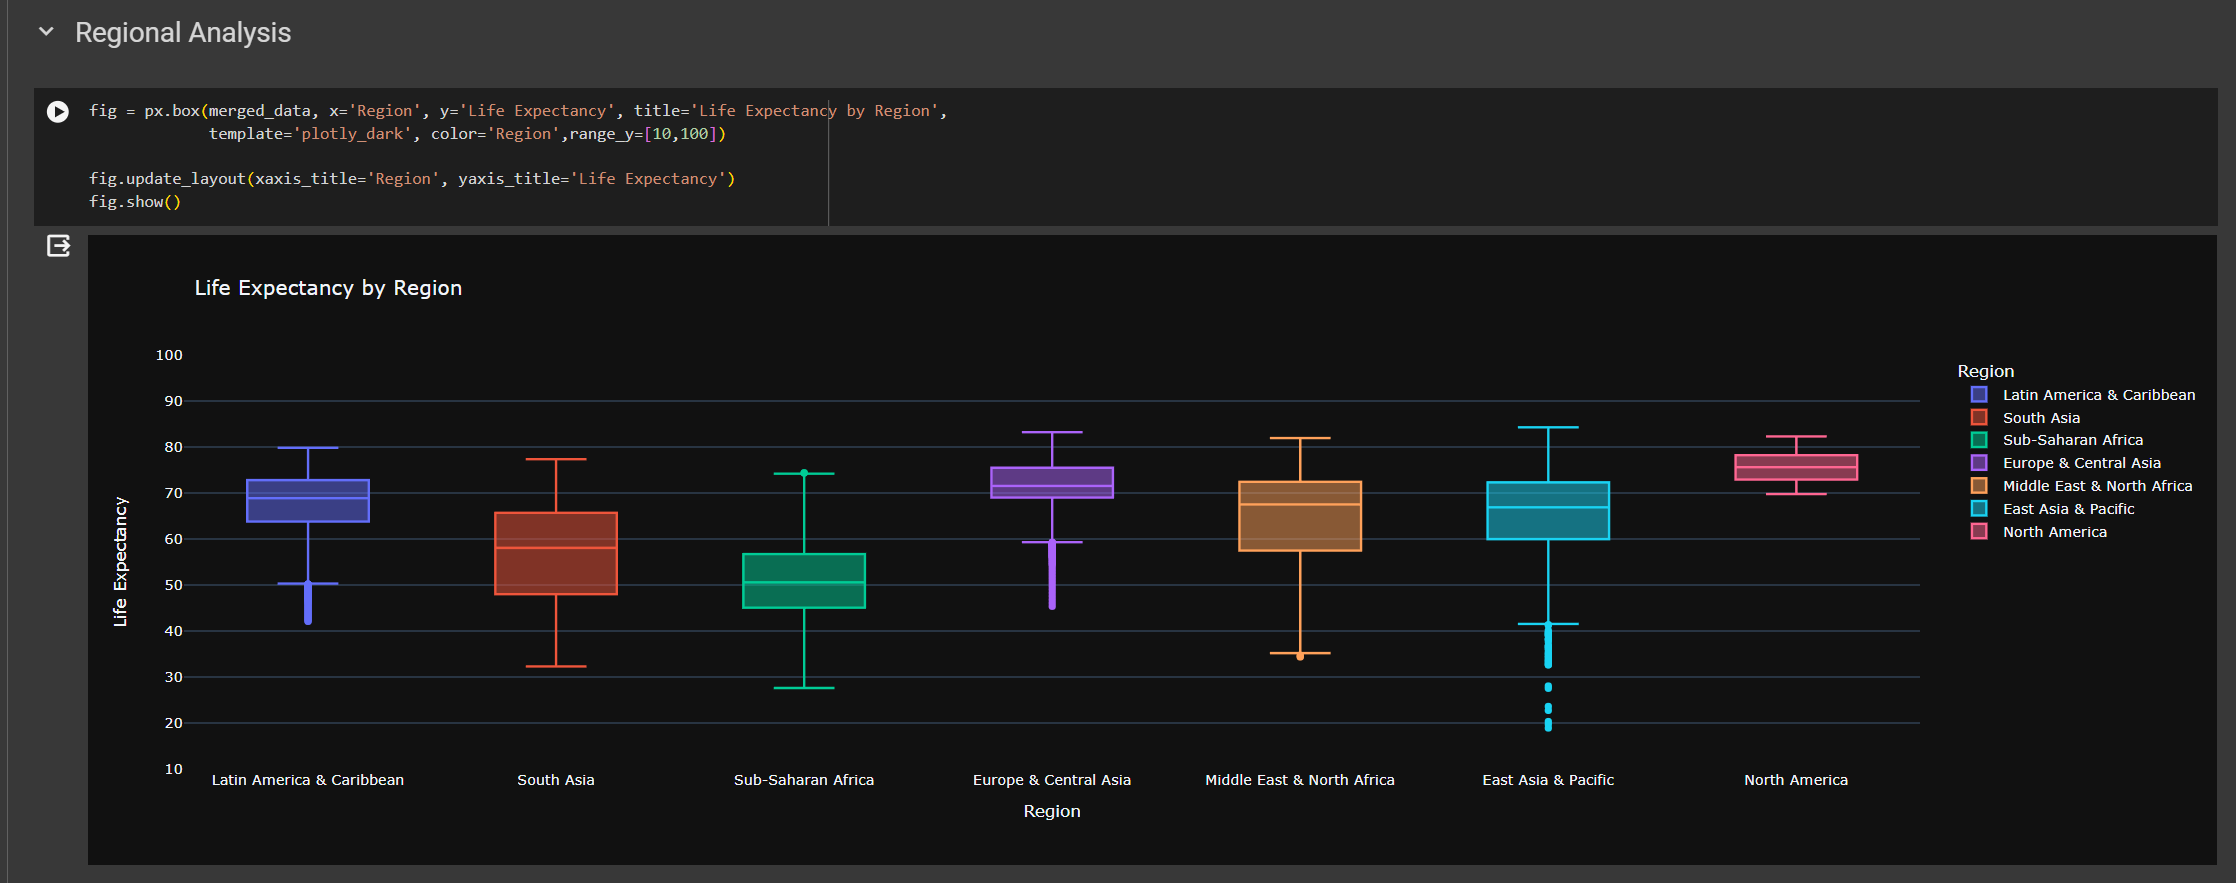 Regional Analysis
fig = px.box(merged_data, x='Region', y='Life Expectancy', title='Life Expectancy by Region',
             template='plotly_dark', color='Region',range_y=[10,100])
fig.update_layout(xaxis_title='Region', yaxis_title='Life Expectancy')
fig.show()
Life Expectancy by Region
100
90
80
70
60
50
40
30
20
10
Life Expectancy
Latin America & Caribbean
South Asia
Sub-Saharan Africa
Europe & Central Asia
Middle East & North Africa
East Asia & Pacific
North America
Region
Region
Latin America & Caribbean
South Asia
Sub-Saharan Africa
Europe & Central Asia
Middle East & North Africa
East Asia & Pacific
North America